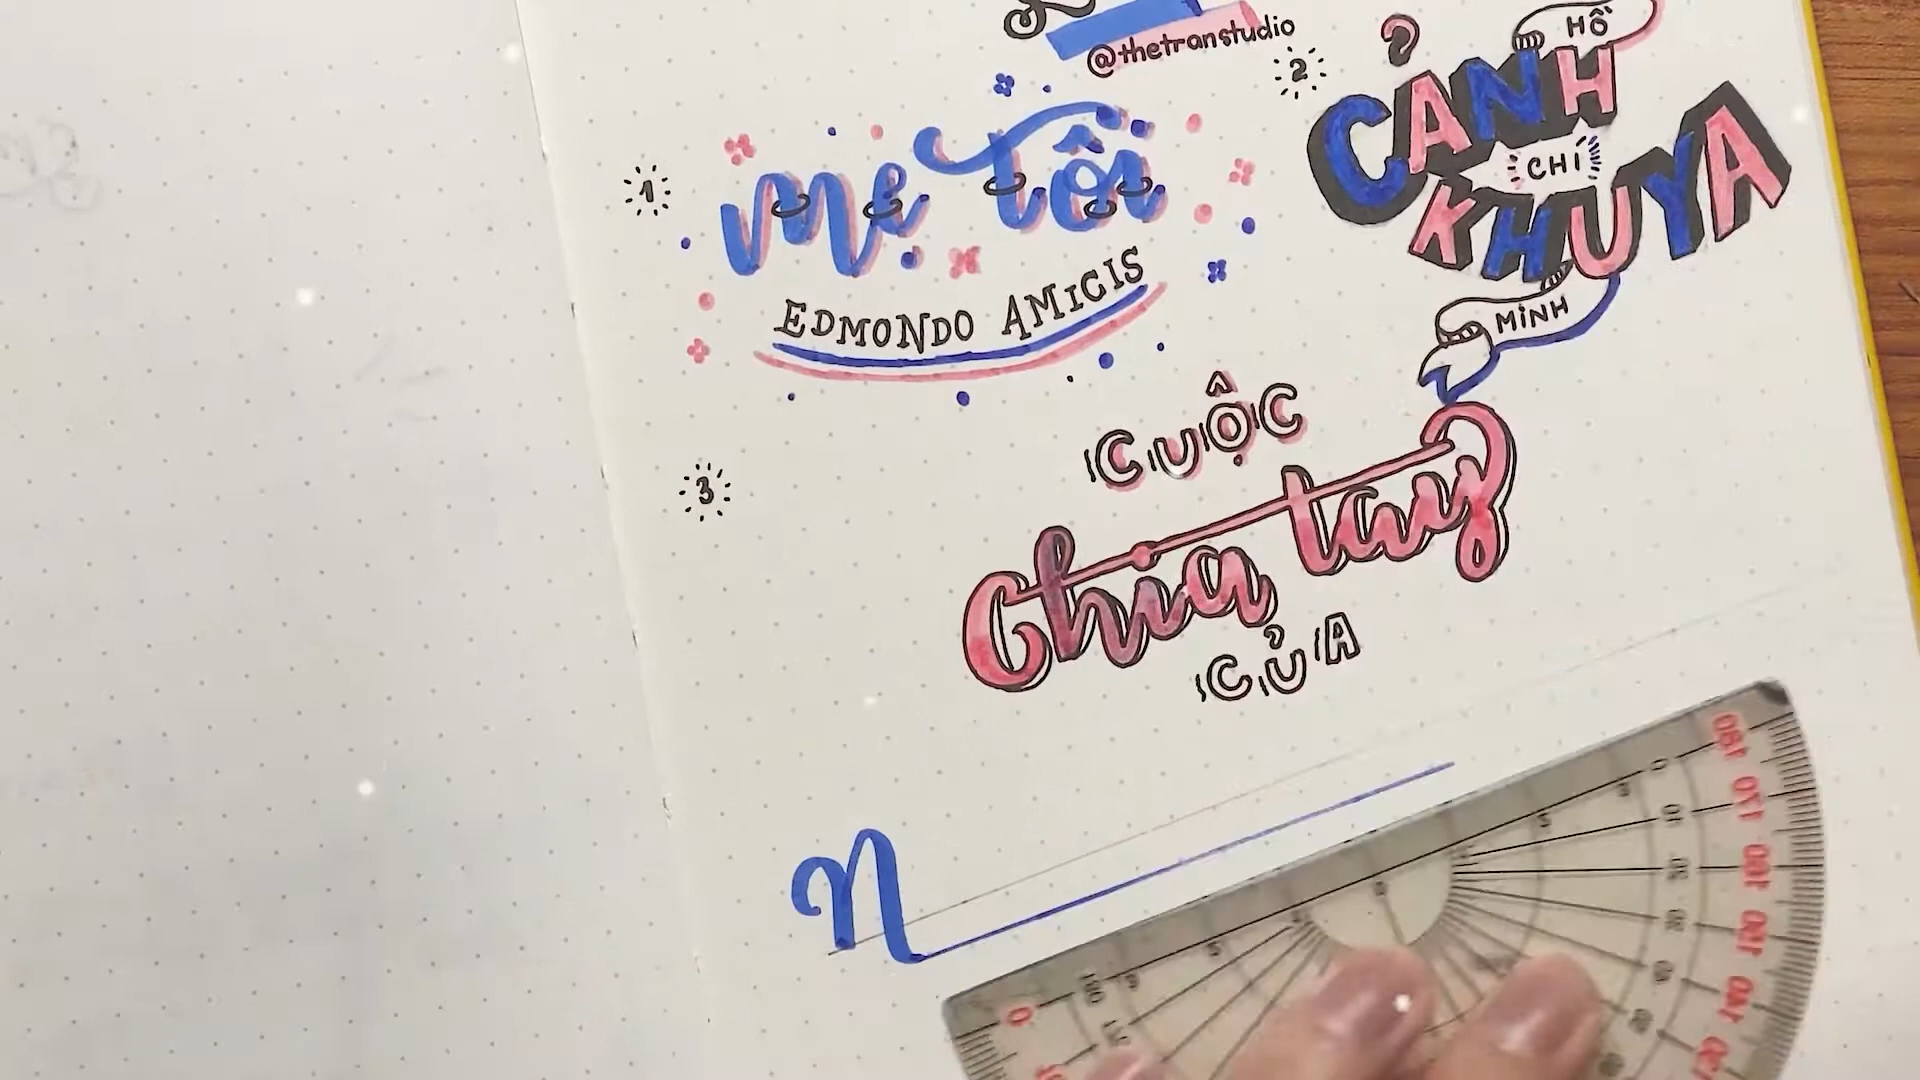 @thetranstudio
1
mẹ tôi
EDMONDO AMICIS
2
HỒ
CẢNH
CHÍ
KHUYA
MINH
3
CUỘC
Chia tay
CỦA
n